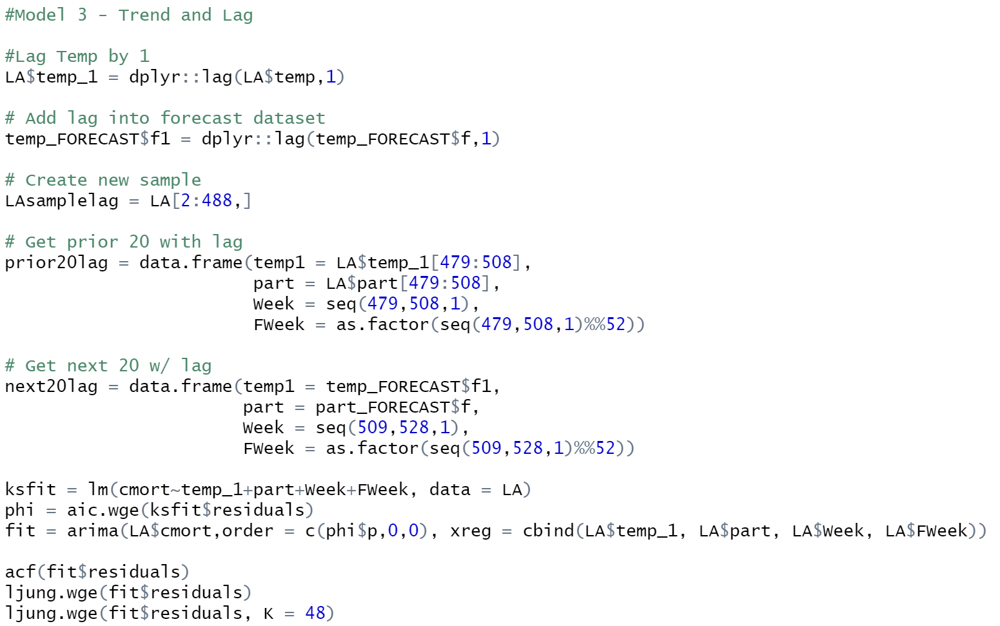 #Model 3 - Trend and Lag
#Lag Temp by 1
LA$temp_1 = dplyr::lag(LA$temp,1)
# Add lag into forecast dataset
temp_FORECAST$f1 = dplyr::lag(temp_FORECAST$f,1)
# Create new sample
LAsamplelag = LA[2:488,]
# Get prior 20 with lag
prior20lag = data.frame(temp1 = LA$temp_1[479:508],
part = LA$part[479:508],
Week = seq(479,508,1),
FWeek = as.factor(seq(479,508,1)%%52))
# Get next 20 w/ lag
next20lag = data.frame(temp1 = temp_FORECAST$f1,
part = part_FORECAST$f,
Week = seq(509,528,1),
FWeek = as.factor(seq(509,528,1)%%52))
ksfit = lm(cmort~temp_1+part+Week+FWeek, data = LA)
phi = aic.wge(ksfit$residuals)
fit = arima(LA$cmort,order = c(phi$p,0,0), xreg = cbind(LA$temp_1, LA$part, LA$Week, LA$FWeek))
acf(fit$residuals)
ljung.wge(fit$residuals)
ljung.wge(fit$residuals, K = 48)